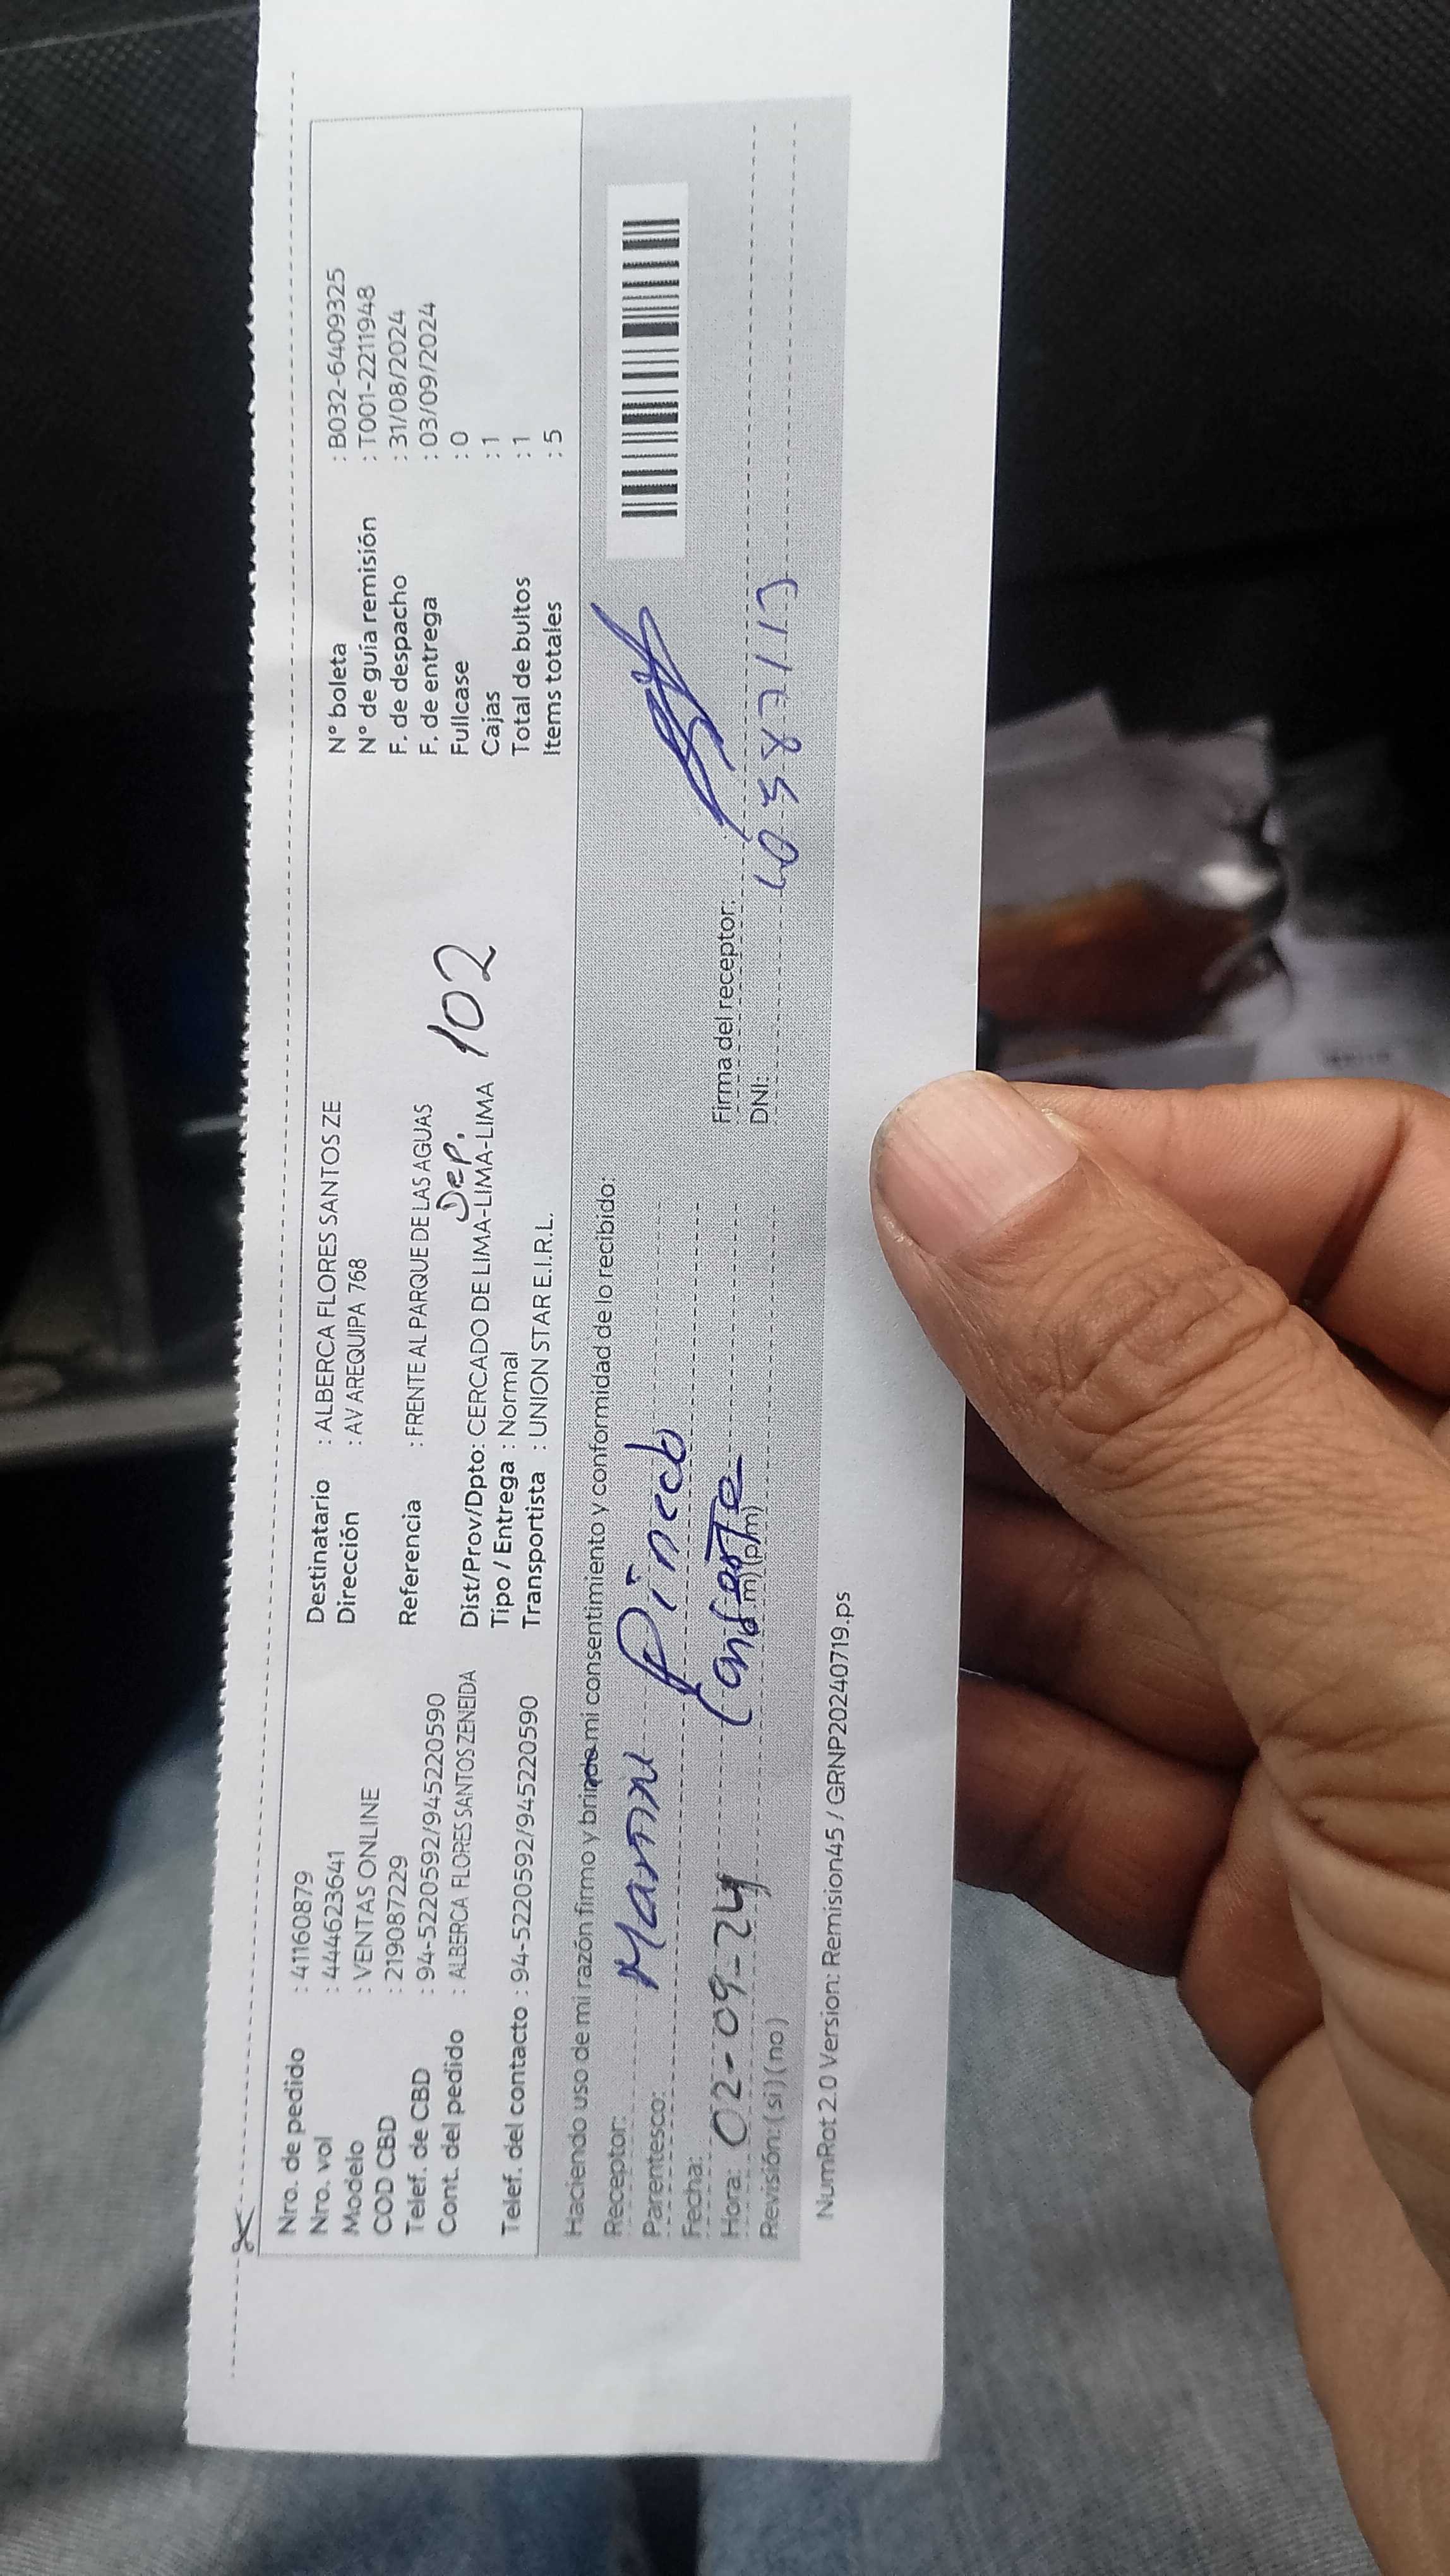 Nro. de pedido : 41160879
Nro. vol : 444623641
Modelo : VENTAS ONLINE
COD CBD : 219087229
Telef. de CBD : 94-5220592/945220590
Cont. del pedido : ALBERCA FLORES SANTOS ZENEIDA
Telef. del contacto : 94-5220592/945220590
Destinatario : ALBERCA FLORES SANTOS ZE
Dirección : AV AREQUIPA 768
Referencia : FRENTE AL PARQUE DE LAS AGUAS
Dep. 102
Dist/Prov/Dpto: CERCADO DE LIMA-LIMA-LIMA
Tipo / Entrega : Normal
Transportista : UNION STAR E.I.R.L.
N° boleta : B032-6409325
N° de guía remisión : T001-2211948
F. de despacho : 31/08/2024
F. de entrega : 03/09/2024
Fullcase : 0
Cajas : 1
Total de bultos : 1
Items totales : 5
Haciendo uso de mi razón firmo y brindo mi consentimiento y conformidad de lo recibido:
Receptor:
Parentesco:
Fecha:
Hora: 02-09-24 m) (p/m)
Revisión: (si) (no)
Firma del receptor:
DNI:
NumRot 2.0 Version: Remision45 / GRNP20240719.ps